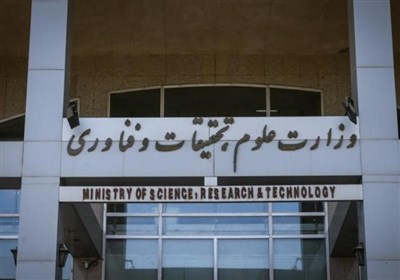 وزارت علوم تحقیقات و فناوری
MINISTRY OF SCIENCE, RESEARCH & TECHNOLOGY